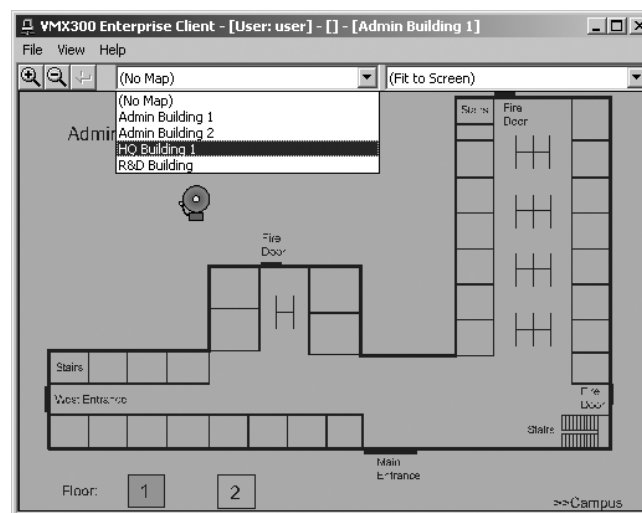 VMX300 Enterprise Client - [User: user] - [] - [Admin Building 1]
File View Help
(No Map) (Fit to Screen)
(No Map)
Admin Building 1
Admin Building 2
HQ Building 1
R&D Building
Admin
Stairs Fire
Door
Fire
Door
Stairs
West Entrance
Fire
Door
Stairs
Main
Entrance
Floor: 1 2
>>Campus